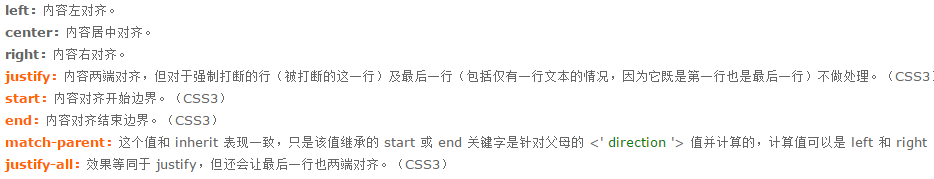 left：内容左对齐。
center：内容居中对齐。
right：内容右对齐。
justify：内容两端对齐，但对于强制打断的行（被打断的这一行）及最后一行（包括仅有一行文本的情况，因为它既是第一行也是最后一行）不做处理。（CSS3）
start：内容对齐开始边界。（CSS3）
end：内容对齐结束边界。（CSS3）
match-parent：这个值和 inherit 表现一致，只是该值继承的 start 或 end 关键字是针对父母的 <' direction '> 值并计算的，计算值可以是 left 和 right
justify-all：效果等同于 justify，但还会让最后一行也两端对齐。（CSS3）